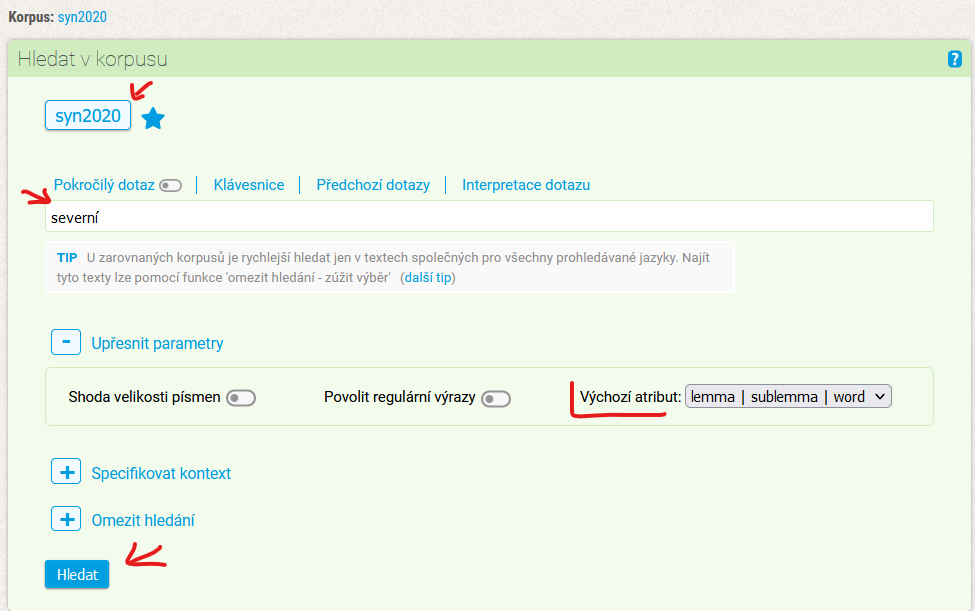 Korpus: syn2020
Hledat v korpusu ?
syn2020
Pokročilý dotaz | Klávesnice | Předchozí dotazy | Interpretace dotazu
severní
TIP U zarovnaných korpusů je rychlejší hledat jen v textech společných pro všechny prohledávané jazyky. Najít
tyto texty lze pomocí funkce 'omezit hledání - zúžit výběr' (další tip)
- Upřesnit parametry
Shoda velikosti písmen Povolit regulární výrazy Výchozí atribut: lemma | sublemma | word
+ Specifikovat kontext
+ Omezit hledání
Hledat